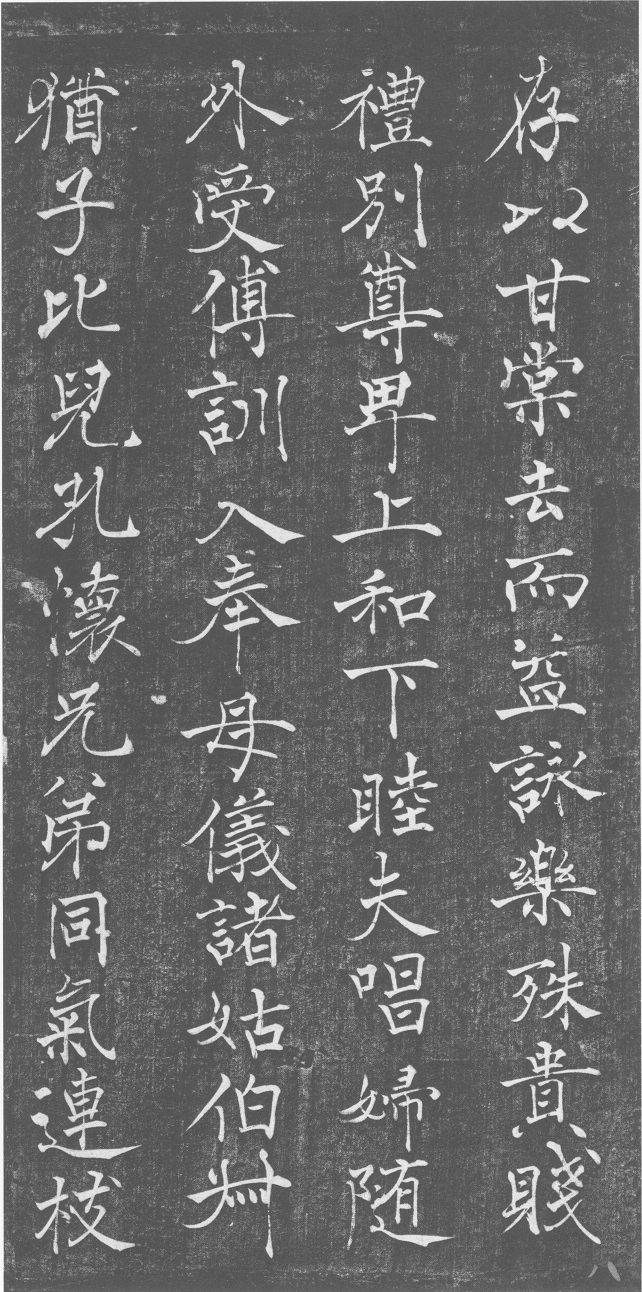 存以甘棠去而益詠樂殊貴賤
禮別尊卑上和下睦夫唱婦随
外受傅訓入奉母儀諸姑伯叔
猶子比兒孔懷兄弟同氣連枝
八